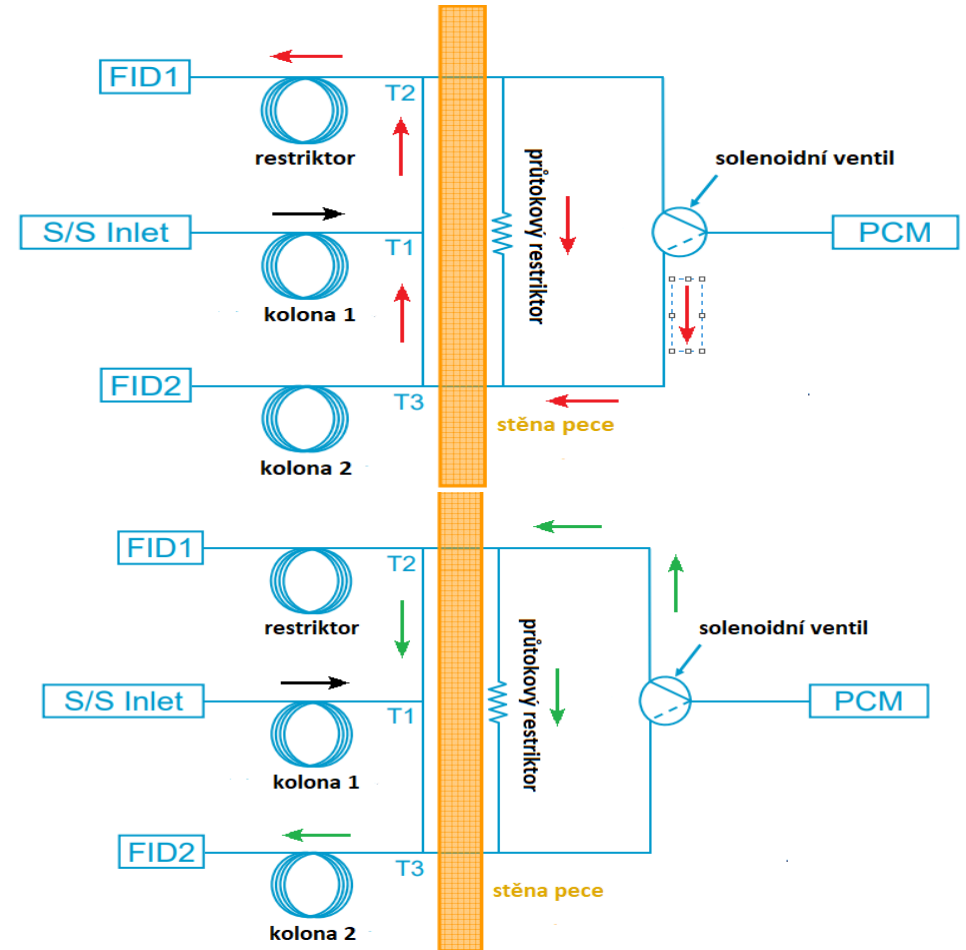 FID1
T2
restriktor
průtokový restriktor
solenoidní ventil
S/S Inlet
T1
PCM
kolona 1
FID2
T3
stěna pece
kolona 2
FID1
T2
restriktor
průtokový restriktor
solenoidní ventil
S/S Inlet
T1
PCM
kolona 1
FID2
T3
stěna pece
kolona 2